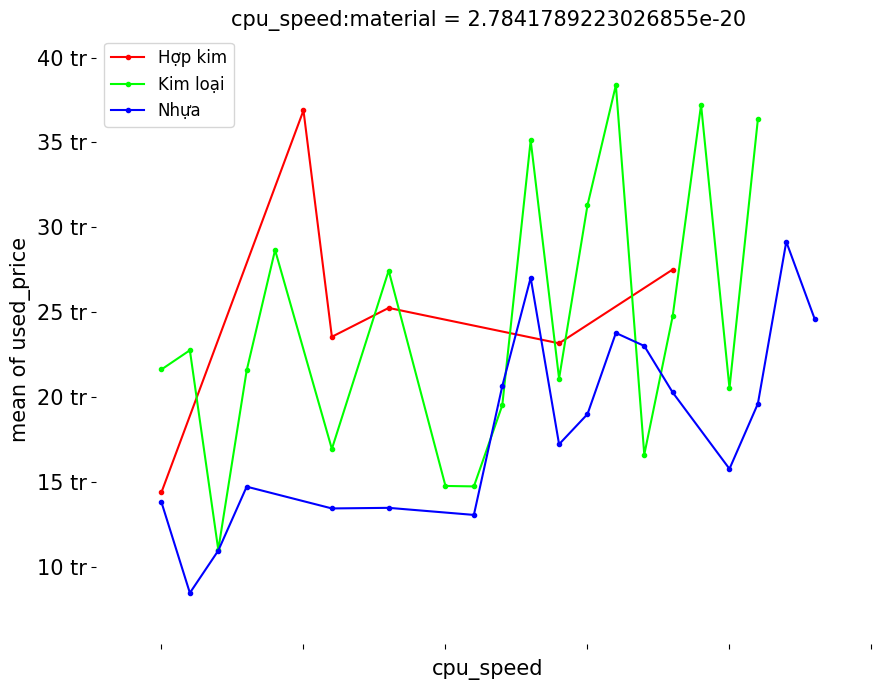 cpu_speed:material = 2.7841789223026855e-20
Hợp kim
Kim loại
Nhựa
40 tr
35 tr
30 tr
25 tr
20 tr
15 tr
10 tr
mean of used_price
cpu_speed